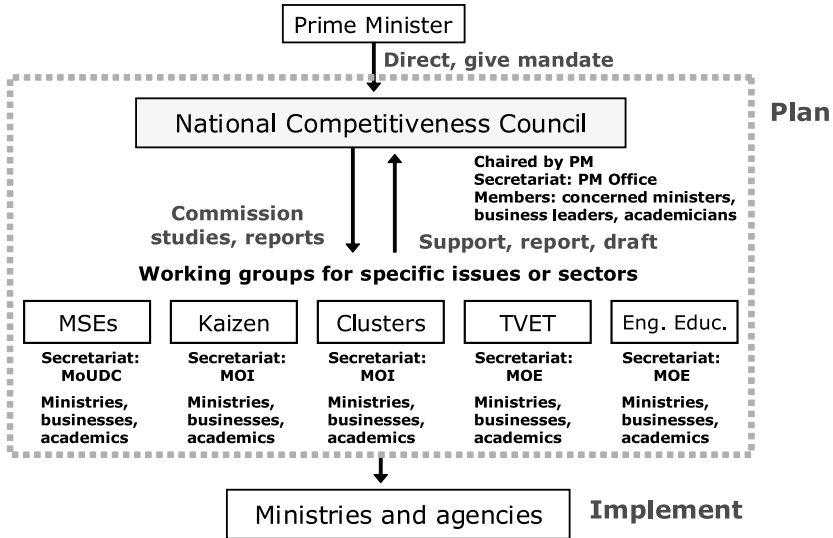 Prime Minister
Direct, give mandate
Plan
National Competitiveness Council
Chaired by PM
Secretariat: PM Office
Members: concerned ministers,
business leaders, academicians
Commission
studies, reports
Support, report, draft
Working groups for specific issues or sectors
MSEs
Kaizen
Clusters
TVET
Eng. Educ.
Secretariat:
MoUDC
Secretariat:
MOI
Secretariat:
MOI
Secretariat:
MOE
Secretariat:
MOE
Ministries,
businesses,
academics
Ministries,
businesses,
academics
Ministries,
businesses,
academics
Ministries,
businesses,
academics
Ministries,
businesses,
academics
Ministries and agencies
Implement